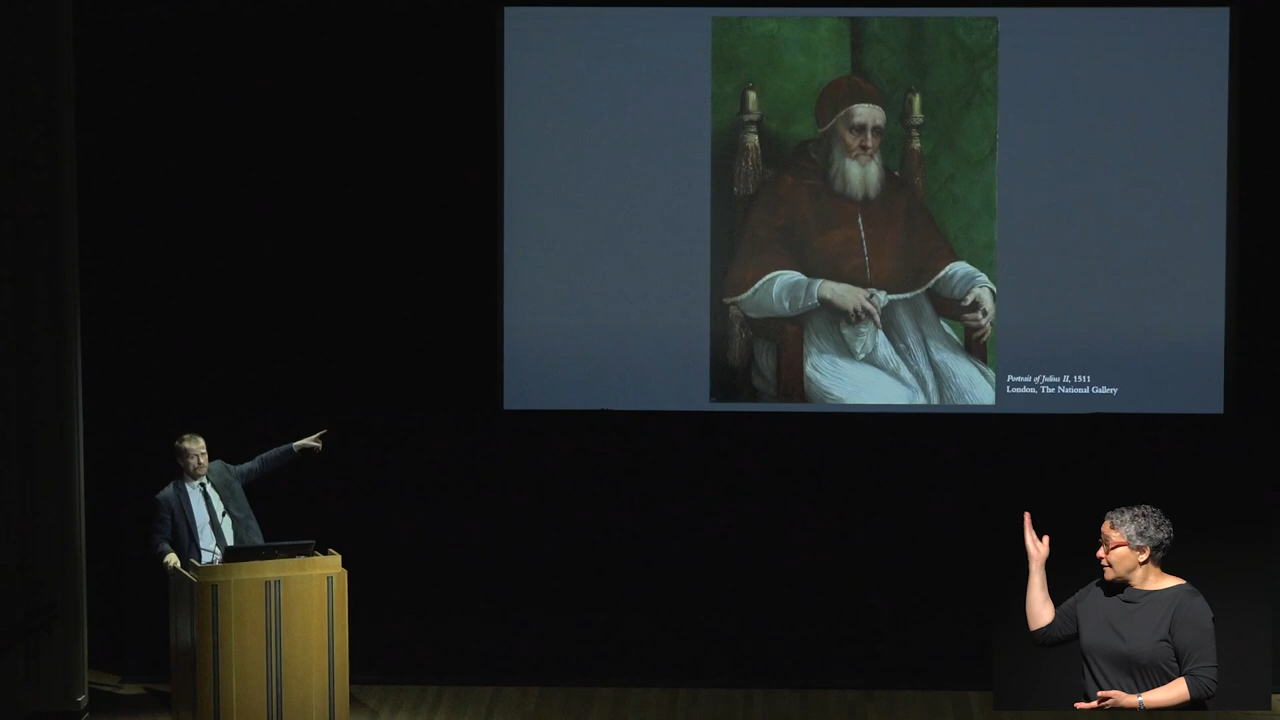 Portrait of Julius II, 1511
London, The National Gallery